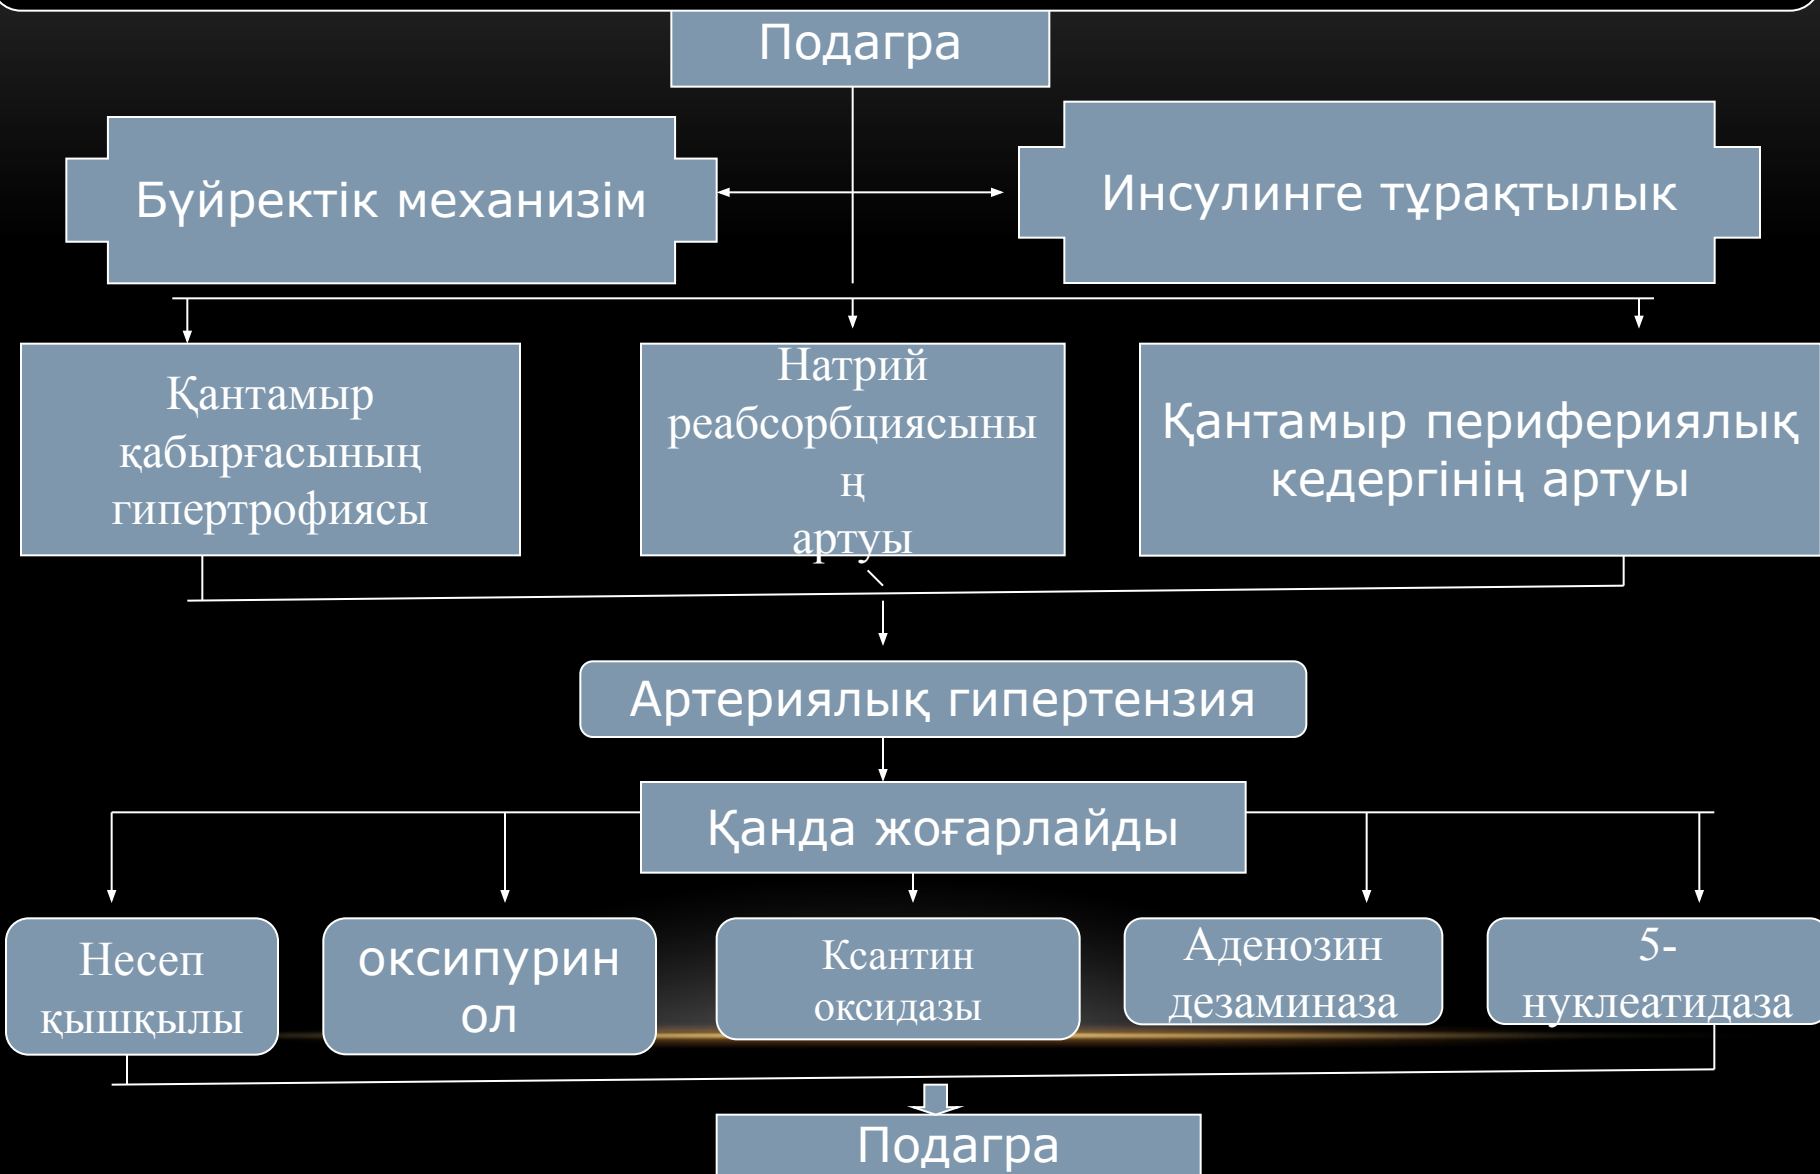 Подагра
Бүйректік механизім
Инсулинге тұрақтылык
Қантамыр
қабырғасының
гипертрофиясы
Натрий
реабсорбциясыны
ң
артуы
Қантамыр перифериялық
кедергінің артуы
Артериялық гипертензия
Қанда жоғарлайды
Несеп
қышқылы
оксипурин
ол
Ксантин
оксидазы
Аденозин
дезаминаза
5-
нуклеатидаза
Подагра